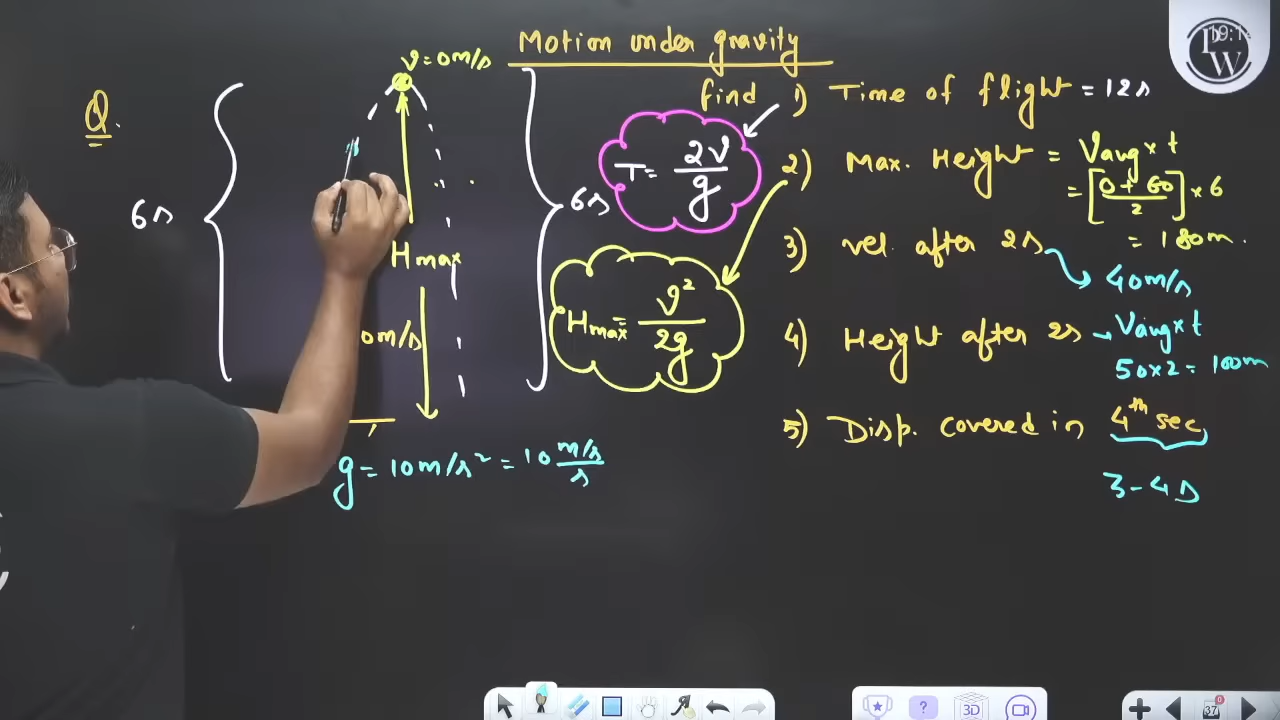 Motion under gravity
Q.
v = 0m/s
6s
6s
Hmax
0m/s
g = 10m/s² = 10 m/s/s
T = 2v/g
Hmax = v²/2g
find 1) Time of flight = 12s
2) Max. Height = Vavg x t
= [0 + 60/2] x 6
= 180m.
3) vel. after 2s
40m/s
4) Height after 2s → Vavg x t
50 x 2 = 100m
5) Disp. covered in 4th sec
3-4s
W
3D